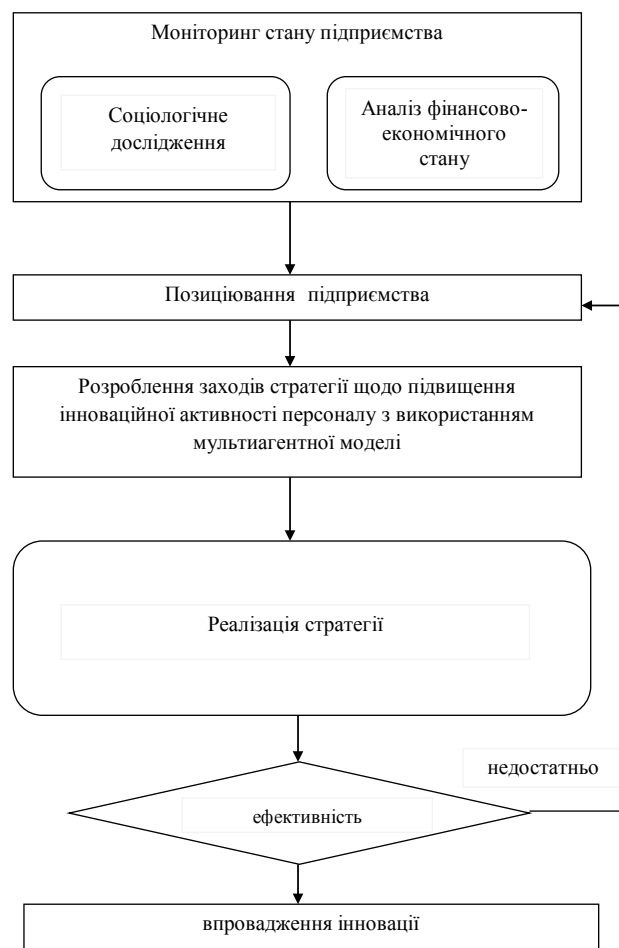 Моніторинг стану підприємства
Соціологічне
дослідження
Аналіз фінансово-
економічного
стану
Позиціювання підприємства
Розроблення заходів стратегії щодо підвищення
інноваційної активності персоналу з використанням
мультиагентної моделі
Реалізація стратегії
недостатньо
ефективність
впровадження інновації